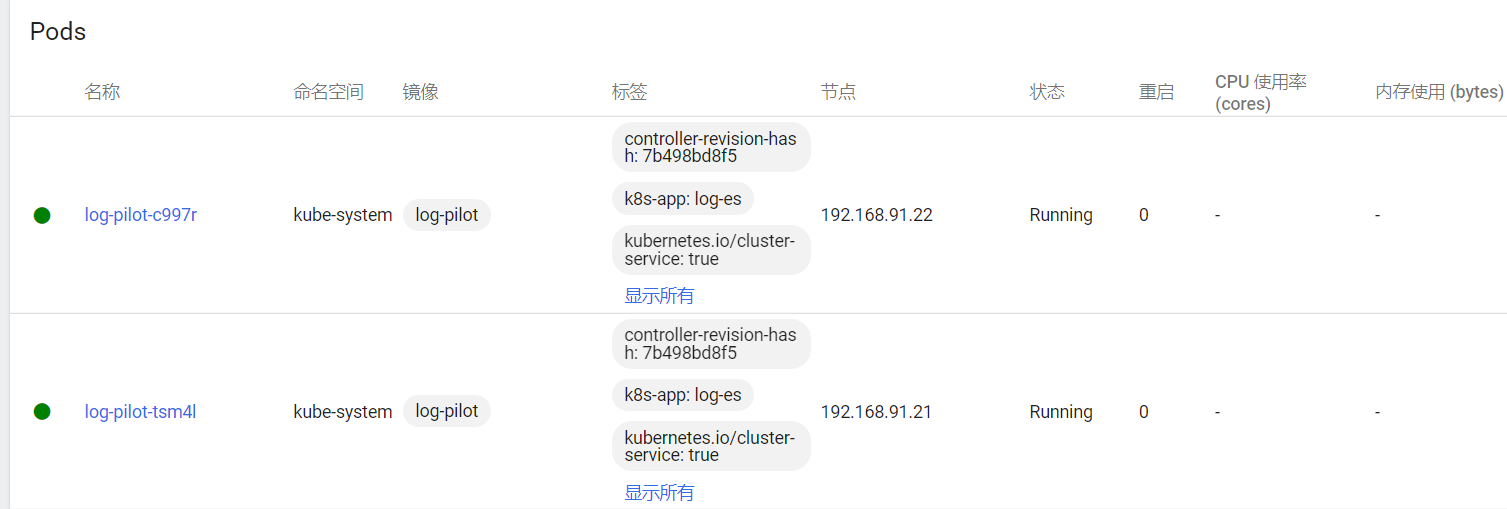 Pods
名称 命名空间 镜像 标签 节点 状态 重启 CPU 使用率 (cores) 内存使用 (bytes)
controller-revision-has
h: 7b498bd8f5
k8s-app: log-es
log-pilot-c997r kube-system log-pilot 192.168.91.22 Running 0 - -
kubernetes.io/cluster-
service: true
显示所有
controller-revision-has
h: 7b498bd8f5
k8s-app: log-es
log-pilot-tsm4l kube-system log-pilot 192.168.91.21 Running 0 - -
kubernetes.io/cluster-
service: true
显示所有